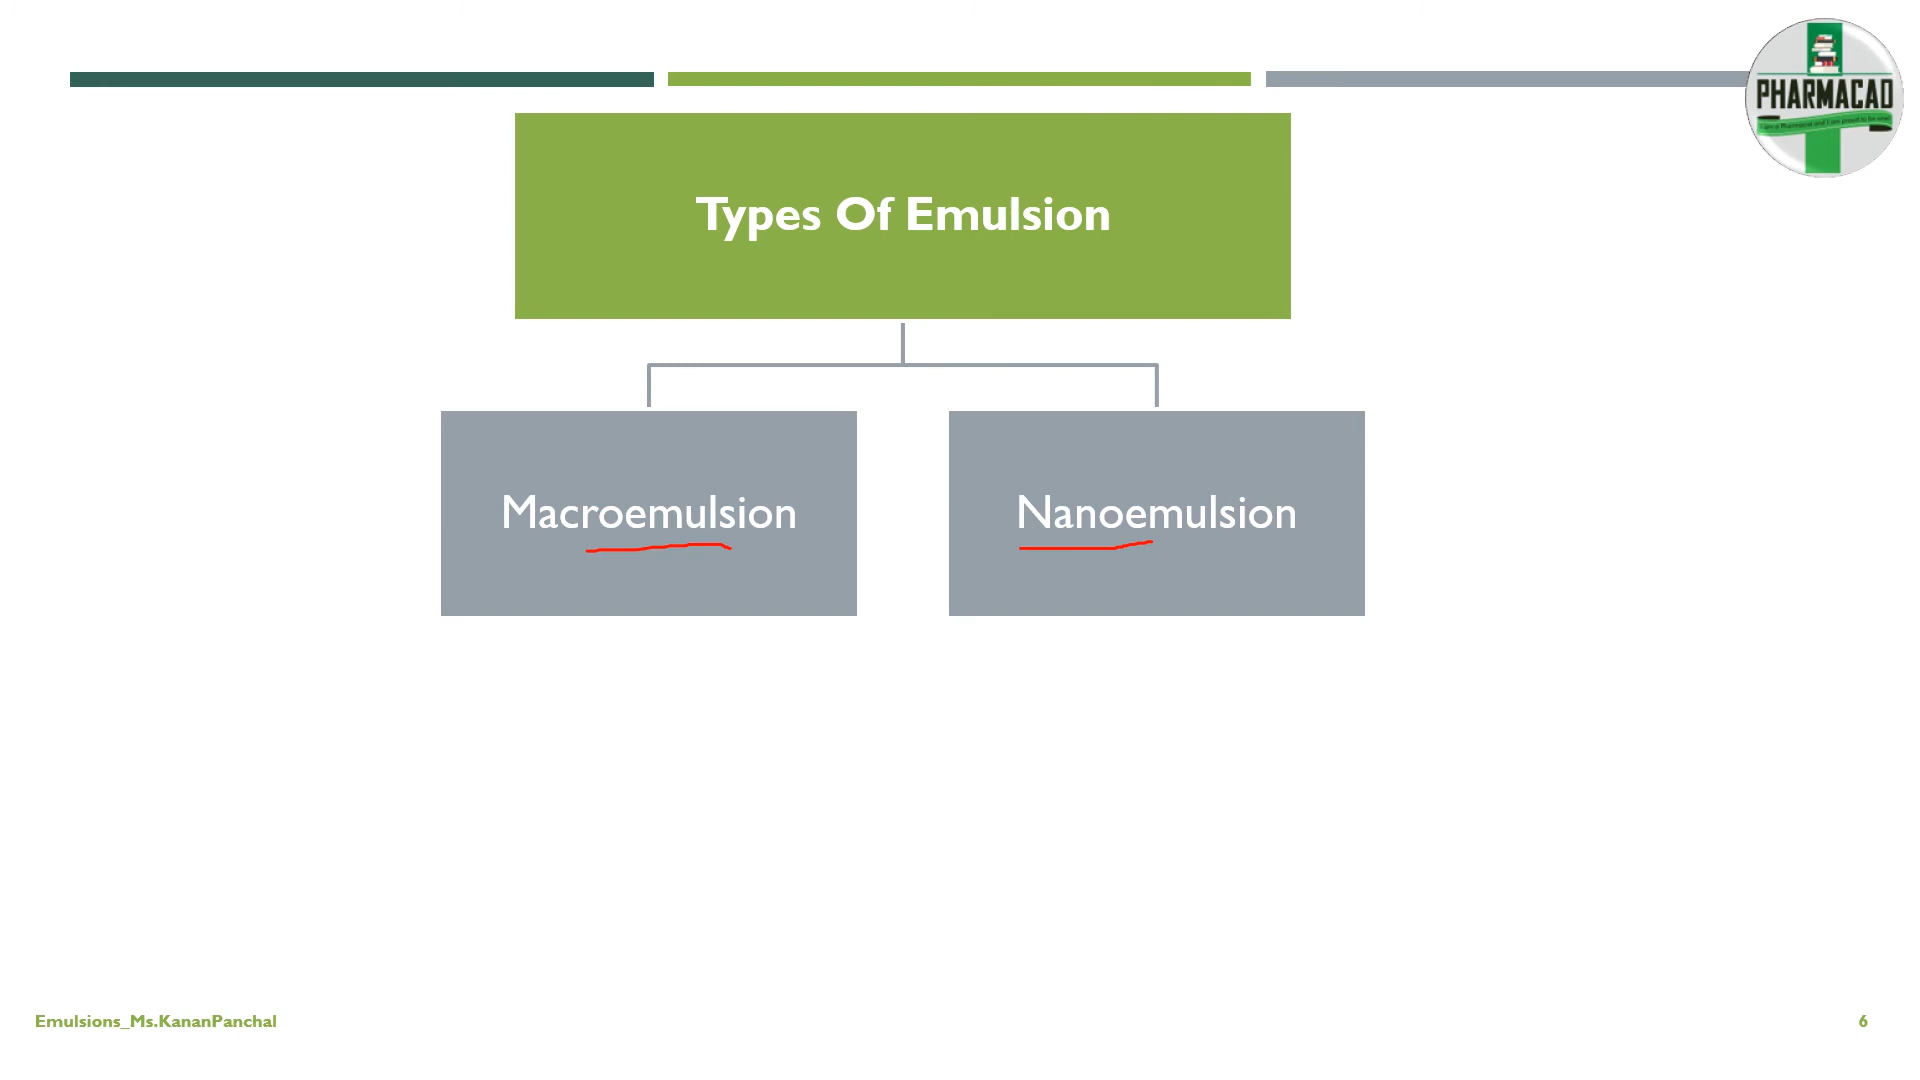 PHARMACAD
Types Of Emulsion
Macroemulsion
Nanoemulsion
Emulsions_Ms.KananPanchal
6